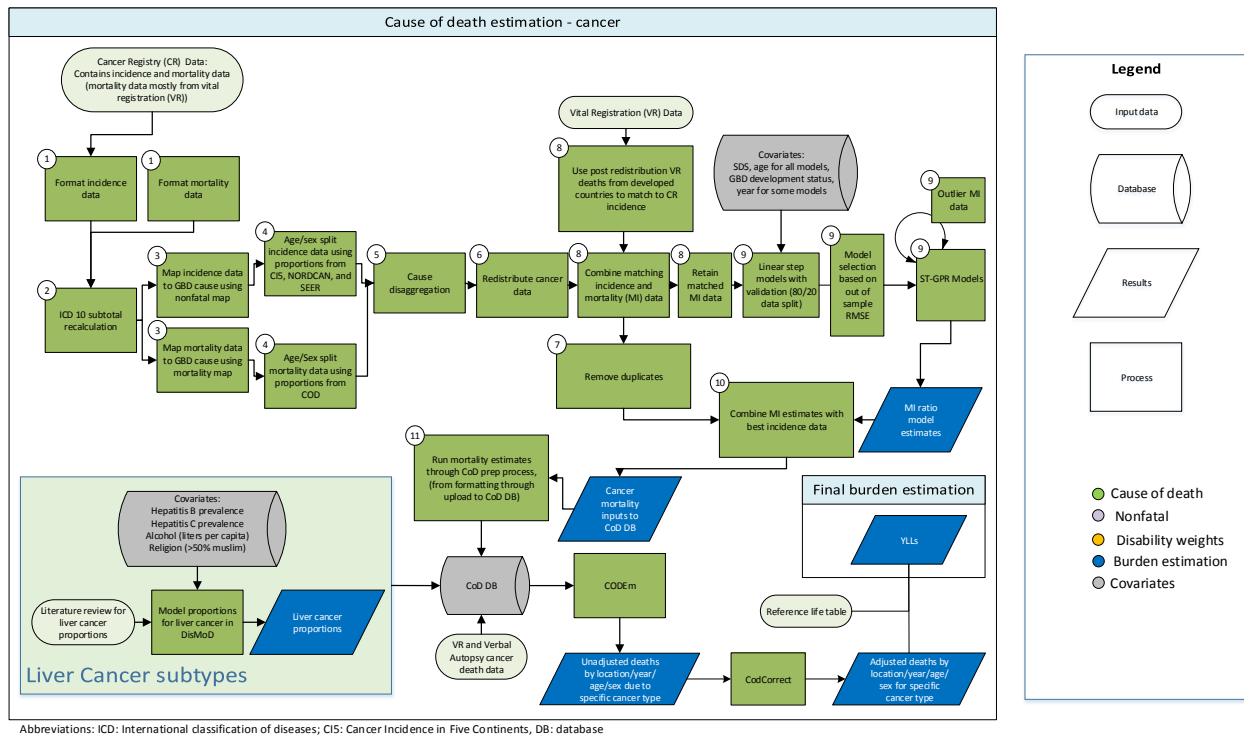 Cause of death estimation - cancer
Cancer Registry (CR) Data:
Contains incidence and mortality data
(mortality data mostly from vital
registration (VR))
1
Format incidence
data
1
Format mortality
data
2
ICD 10 subtotal
recalculation
3
Map incidence data
to GBD cause using
nonfatal map
3
Map mortality data
to GBD cause using
mortality map
4
Age/sex split
incidence data using
proportions from
CI5, NORDCAN, and
SEER
4
Age/Sex split
mortality data using
proportions from
COD
5
Cause
disaggregation
6
Redistribute cancer
data
Vital Registration (VR) Data
8
Use post redistribution VR
deaths from developed
countries to match to CR
incidence
8
Combine matching
incidence and
mortality (MI) data
8
Retain
matched
MI data
Covariates:
SDS, age for all models,
GBD development status,
year for some models
9
Linear step
models with
validation (80/20
data split)
9
Model
selection
based on
out of
sample
RMSE
9
Outlier MI
data
9
ST-GPR Models
7
Remove duplicates
10
Combine MI estimates with
best incidence data
MI ratio
model
estimates
11
Run mortality estimates
through CoD prep process,
(from formatting through
upload to CoD DB)
Cancer
mortality
inputs to
CoD DB
Final burden estimation
YLLs
Covariates:
Hepatitis B prevalence
Hepatitis C prevalence
Alcohol (liters per capita)
Religion (>50% muslim)
Literature review for
liver cancer
proportions
Model proportions
for liver cancer in
DisMoD
Liver cancer
proportions
Liver Cancer subtypes
CoD DB
CODEm
VR and Verbal
Autopsy cancer
death data
Reference life table
Unadjusted deaths
by location/year/
age/sex due to
specific cancer type
CodCorrect
Adjusted deaths by
location/year/age/
sex for specific
cancer type
Legend
Input data
Database
Results
Process
Cause of death
Nonfatal
Disability weights
Burden estimation
Covariates
Abbreviations: ICD: International classification of diseases; CI5: Cancer Incidence in Five Continents, DB: database